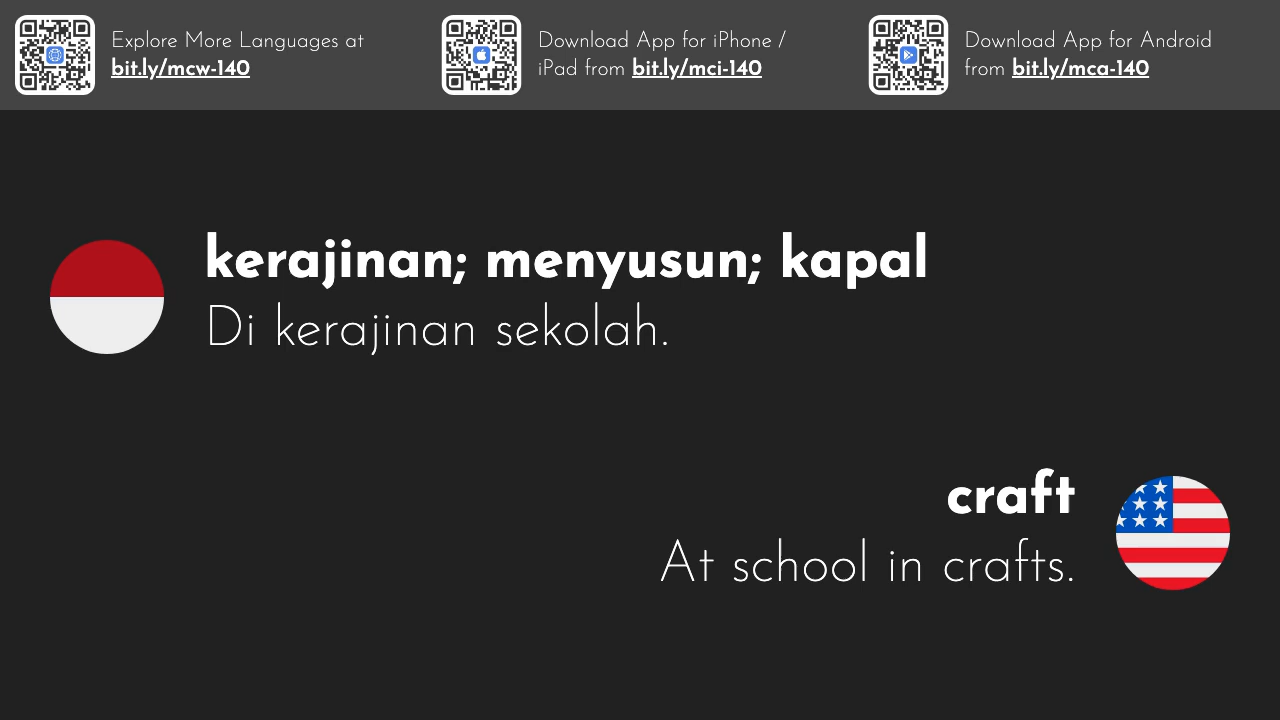 Explore More Languages at
bit.ly/mcw-140
Download App for iPhone /
iPad from bit.ly/mci-140
Download App for Android
from bit.ly/mca-140
kerajinan; menyusun; kapal
Di kerajinan sekolah.
craft
At school in crafts.